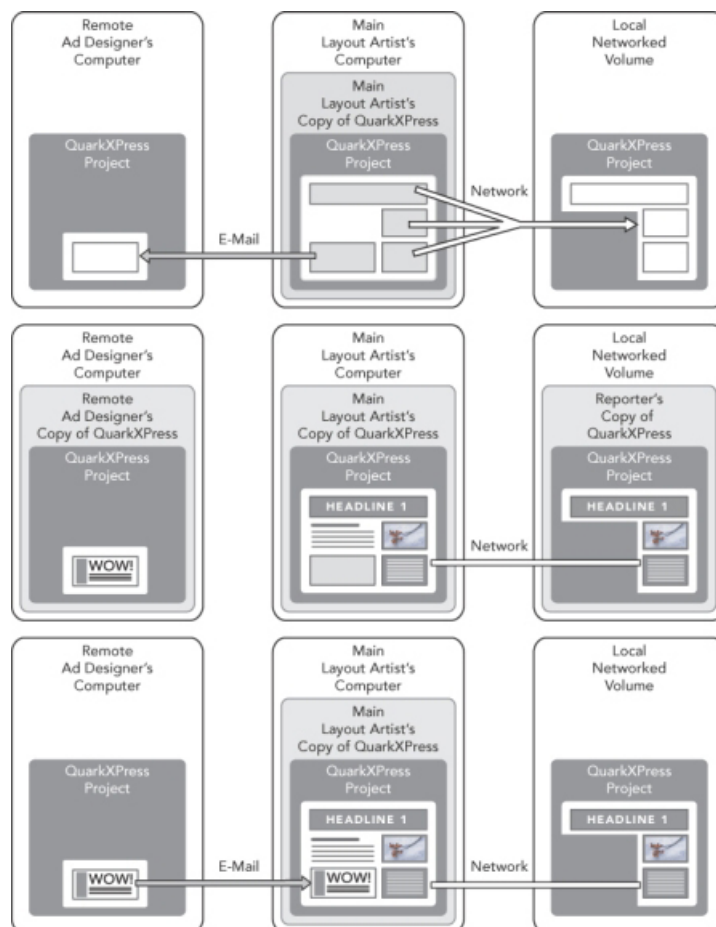 Remote
Ad Designer's
Computer
Main
Layout Artist's
Computer
Local
Networked
Volume
Main
Layout Artist's
Copy of QuarkXPress
QuarkXPress
Project
QuarkXPress
Project
QuarkXPress
Project
Network
E-Mail
Remote
Ad Designer's
Computer
Main
Layout Artist's
Computer
Local
Networked
Volume
Remote
Ad Designer's
Copy of QuarkXPress
Main
Layout Artist's
Copy of QuarkXPress
Reporter's
Copy of
QuarkXPress
QuarkXPress
Project
QuarkXPress
Project
QuarkXPress
Project
HEADLINE 1
HEADLINE 1
Network
WOW!
Remote
Ad Designer's
Computer
Main
Layout Artist's
Computer
Local
Networked
Volume
Main
Layout Artist's
Copy of QuarkXPress
QuarkXPress
Project
QuarkXPress
Project
QuarkXPress
Project
HEADLINE 1
HEADLINE 1
E-Mail
Network
WOW!
WOW!